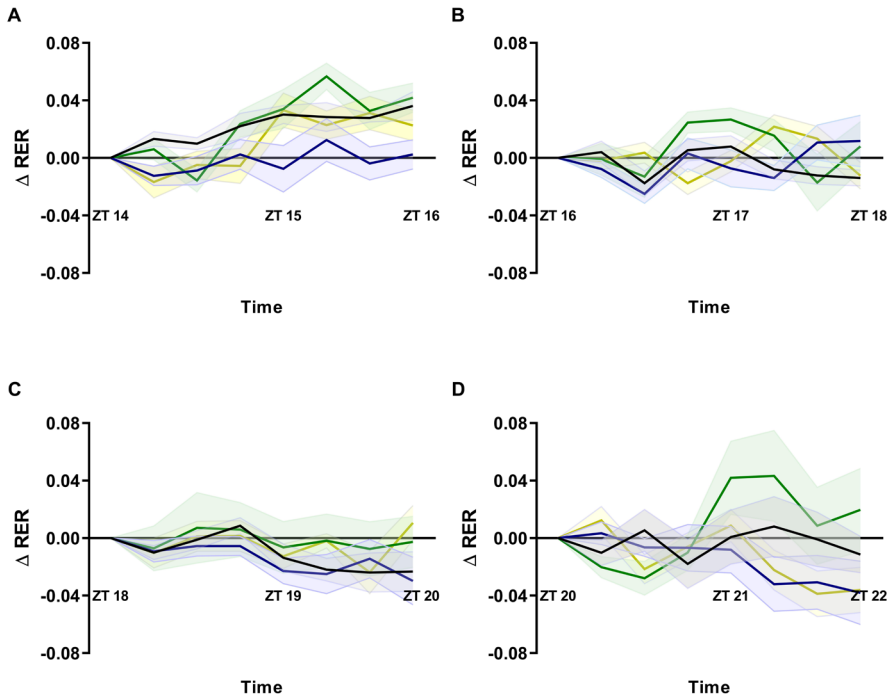 A
0.08
0.04
0.00
-0.04
-0.08
Δ RER
ZT 14
ZT 15
ZT 16
Time
B
0.08
0.04
0.00
-0.04
-0.08
Δ RER
ZT 16
ZT 17
ZT 18
Time
C
0.08
0.04
0.00
-0.04
-0.08
Δ RER
ZT 18
ZT 19
ZT 20
Time
D
0.08
0.04
0.00
-0.04
-0.08
Δ RER
ZT 20
ZT 21
ZT 22
Time